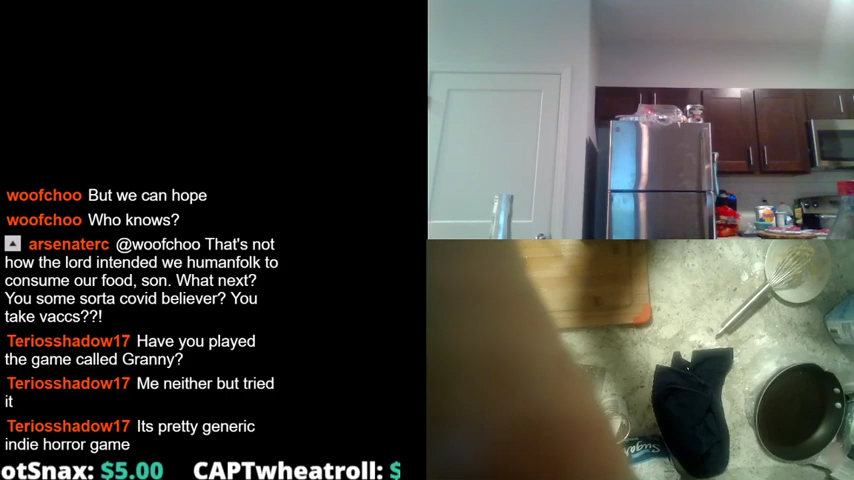 woofchoo But we can hope
woofchoo Who knows?
arsenaterc @woofchoo That's not
how the lord intended we humanfolk to
consume our food, son. What next?
You some sorta covid believer? You
take vaccs??!
Teriosshadow17 Have you played
the game called Granny?
Teriosshadow17 Me neither but tried
it
Teriosshadow17 Its pretty generic
indie horror game
otSnax: $5.00 CAPTwheatroll: $
Sugar